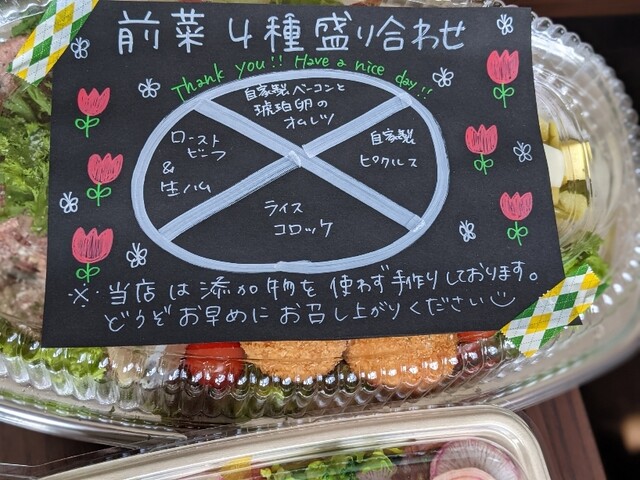 前菜4種盛り合わせ
Thank you!! Have a nice day!!
自家製ベーコンと
琥珀卵の
オムレツ
ロースト
ビーフ
&
生ハム
自家製
ピクルス
ライス
コロッケ
※当店は添加物を使わず手作りしております。
どうぞお早めにお召し上がりください